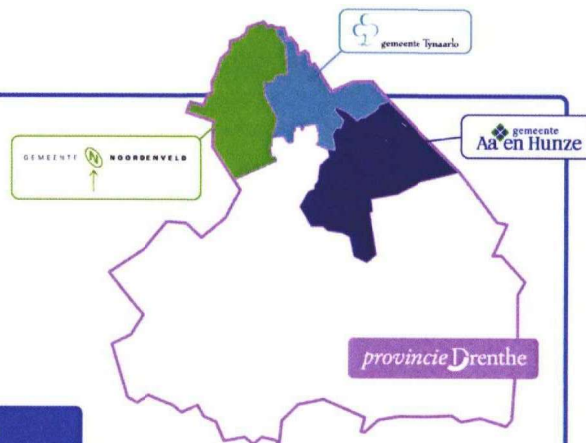 gemeente Tynaarlo
GEMEENTE N NOORDENVELD
gemeente
Aa en Hunze
provincie Drenthe